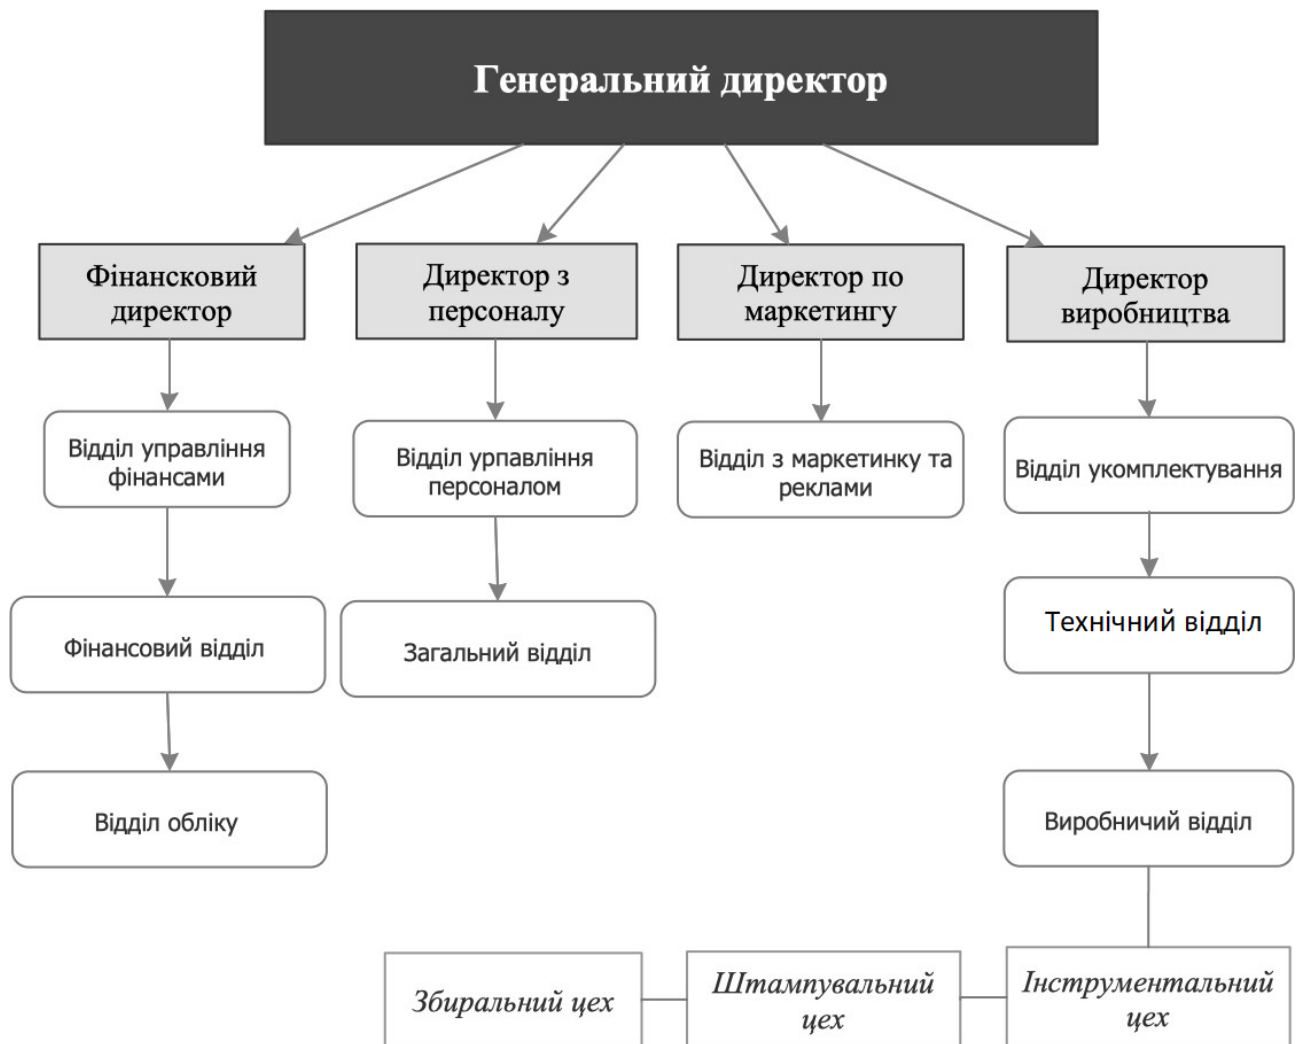 Генеральний директор
Фінансковий
директор
Директор з
персоналу
Директор по
маркетингу
Директор
виробництва
Відділ управління
фінансами
Відділ урпавління
персоналом
Відділ з маркетинку та
реклами
Відділ укомплектування
Фінансовий відділ
Загальний відділ
Технічний відділ
Відділ обліку
Виробничий відділ
Збиральний цех
Штампувальний
цех
Інструментальний
цех